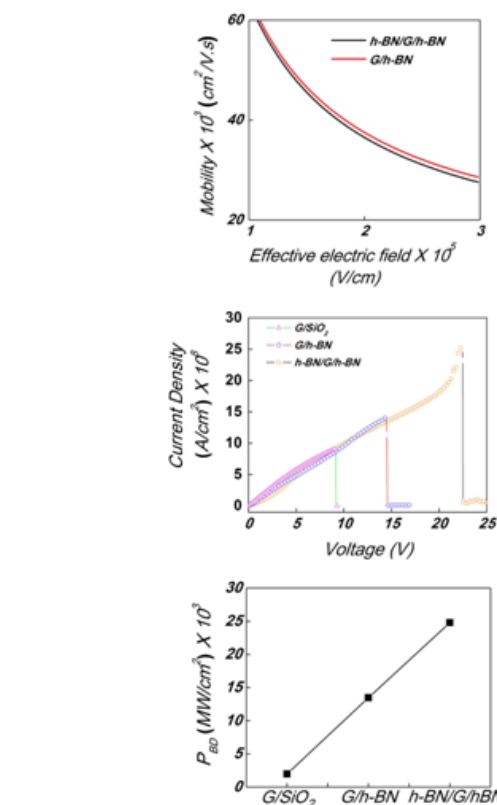 60
40
20
Mobility X 10³ (cm²/V.s)
h-BN/G/h-BN
G/h-BN
1 2 3
Effective electric field X 10⁵
(V/cm)
30
25
20
15
10
5
0
Current Density
(A/cm²) X 10⁸
G/SiO₂
G/h-BN
h-BN/G/h-BN
0 5 10 15 20 25
Voltage (V)
30
25
20
15
10
5
0
P_BD (MW/cm²) X 10³
G/SiO₂ G/h-BN h-BN/G/hBN